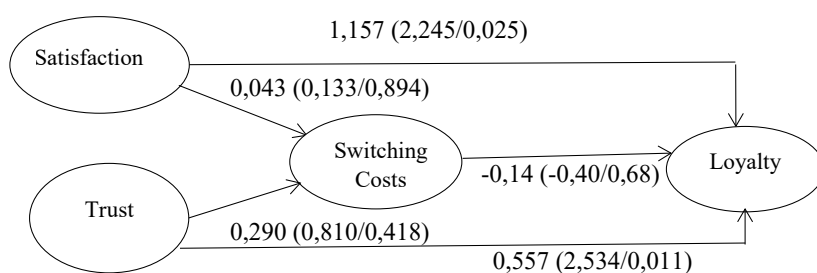 1,157 (2,245/0,025)
Satisfaction
0,043 (0,133/0,894)
Switching
Costs
Loyalty
-0,14 (-0,40/0,68)
Trust
0,290 (0,810/0,418)
0,557 (2,534/0,011)